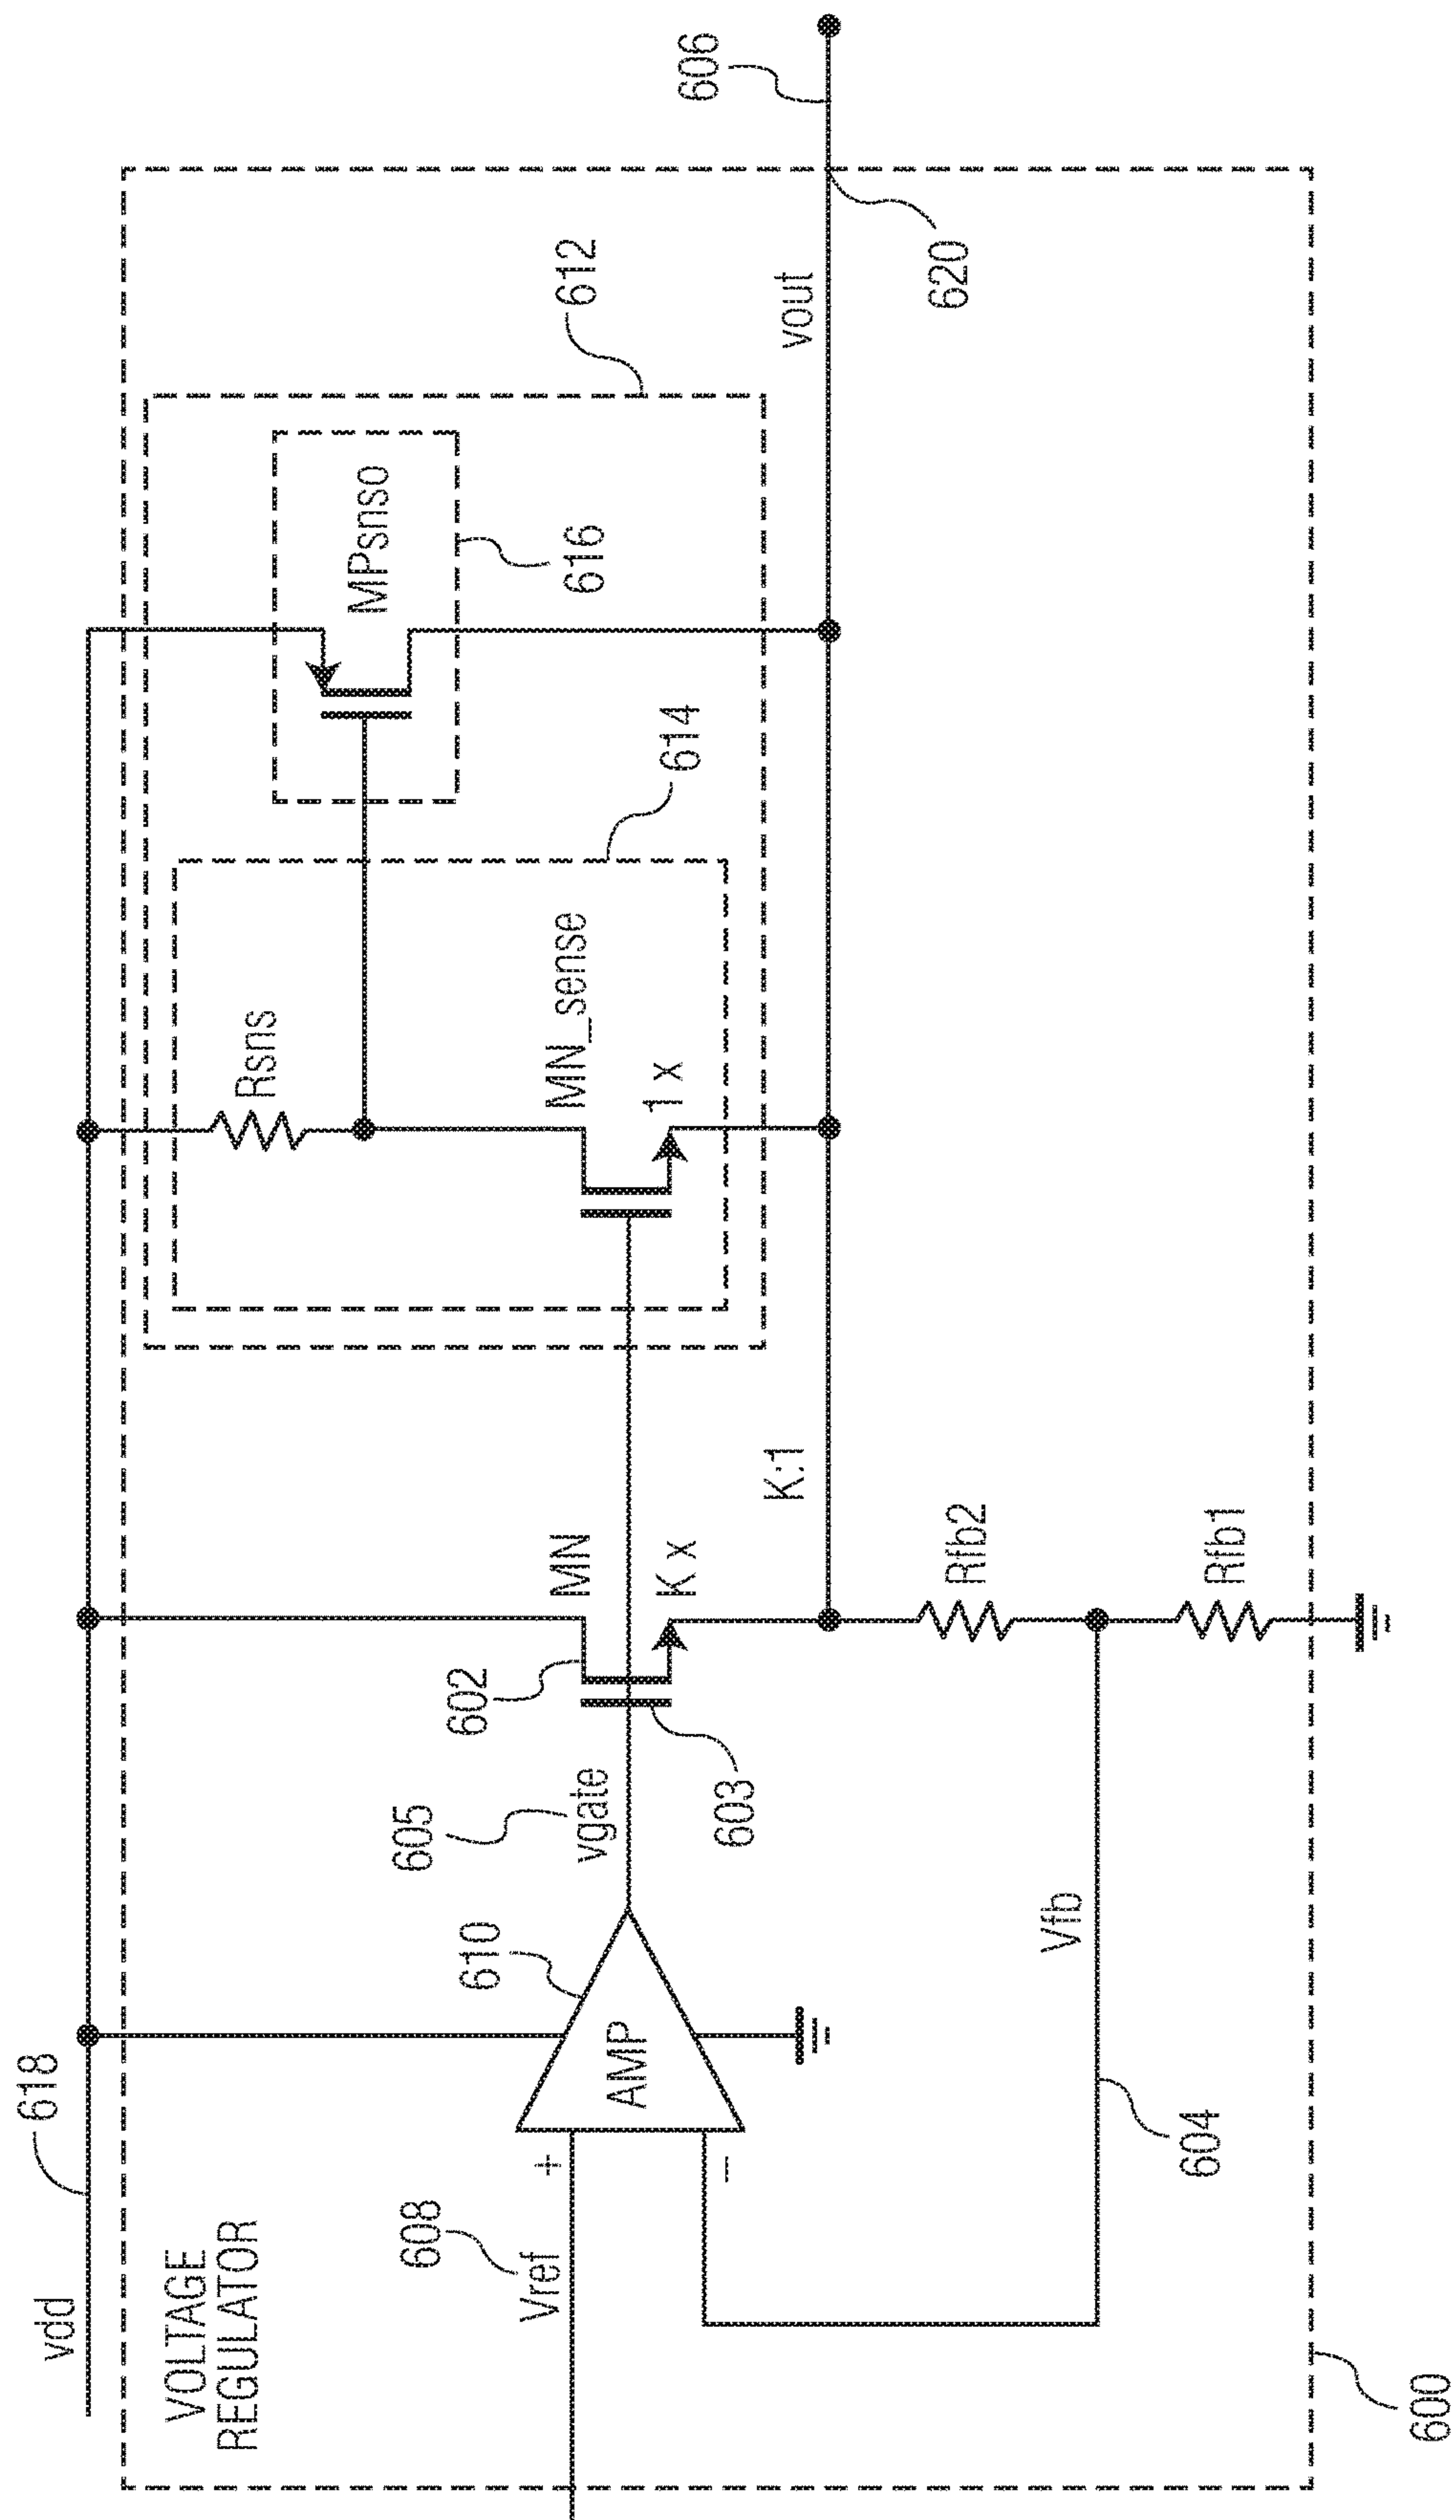 vdd
618
VOLTAGE
REGULATOR
608
Vref
+
−
AMP
610
605
vgate
602
603
MN
K x
K:1
Rsns
MN_sense
1 x
614
MPsnso
616
612
vout
606
620
Rfb2
Rfb1
Vfb
604
600